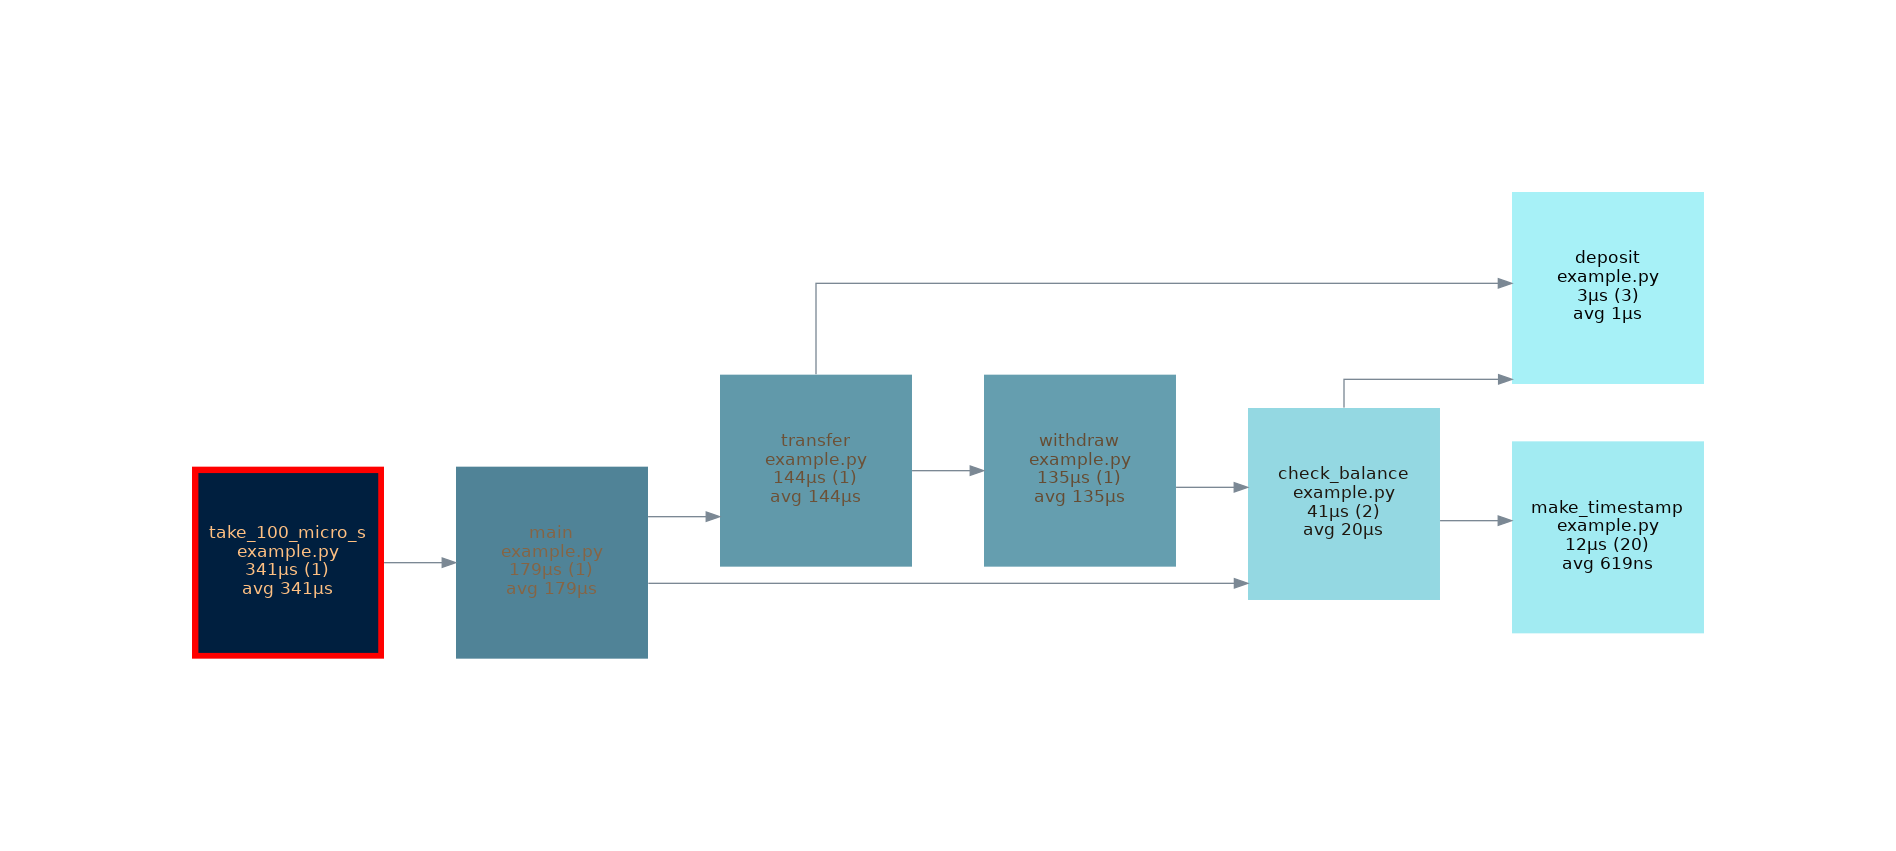 take_100_micro_s
example.py
341µs (1)
avg 341µs
main
example.py
179µs (1)
avg 179µs
transfer
example.py
144µs (1)
avg 144µs
withdraw
example.py
135µs (1)
avg 135µs
check_balance
example.py
41µs (2)
avg 20µs
deposit
example.py
3µs (3)
avg 1µs
make_timestamp
example.py
12µs (20)
avg 619ns